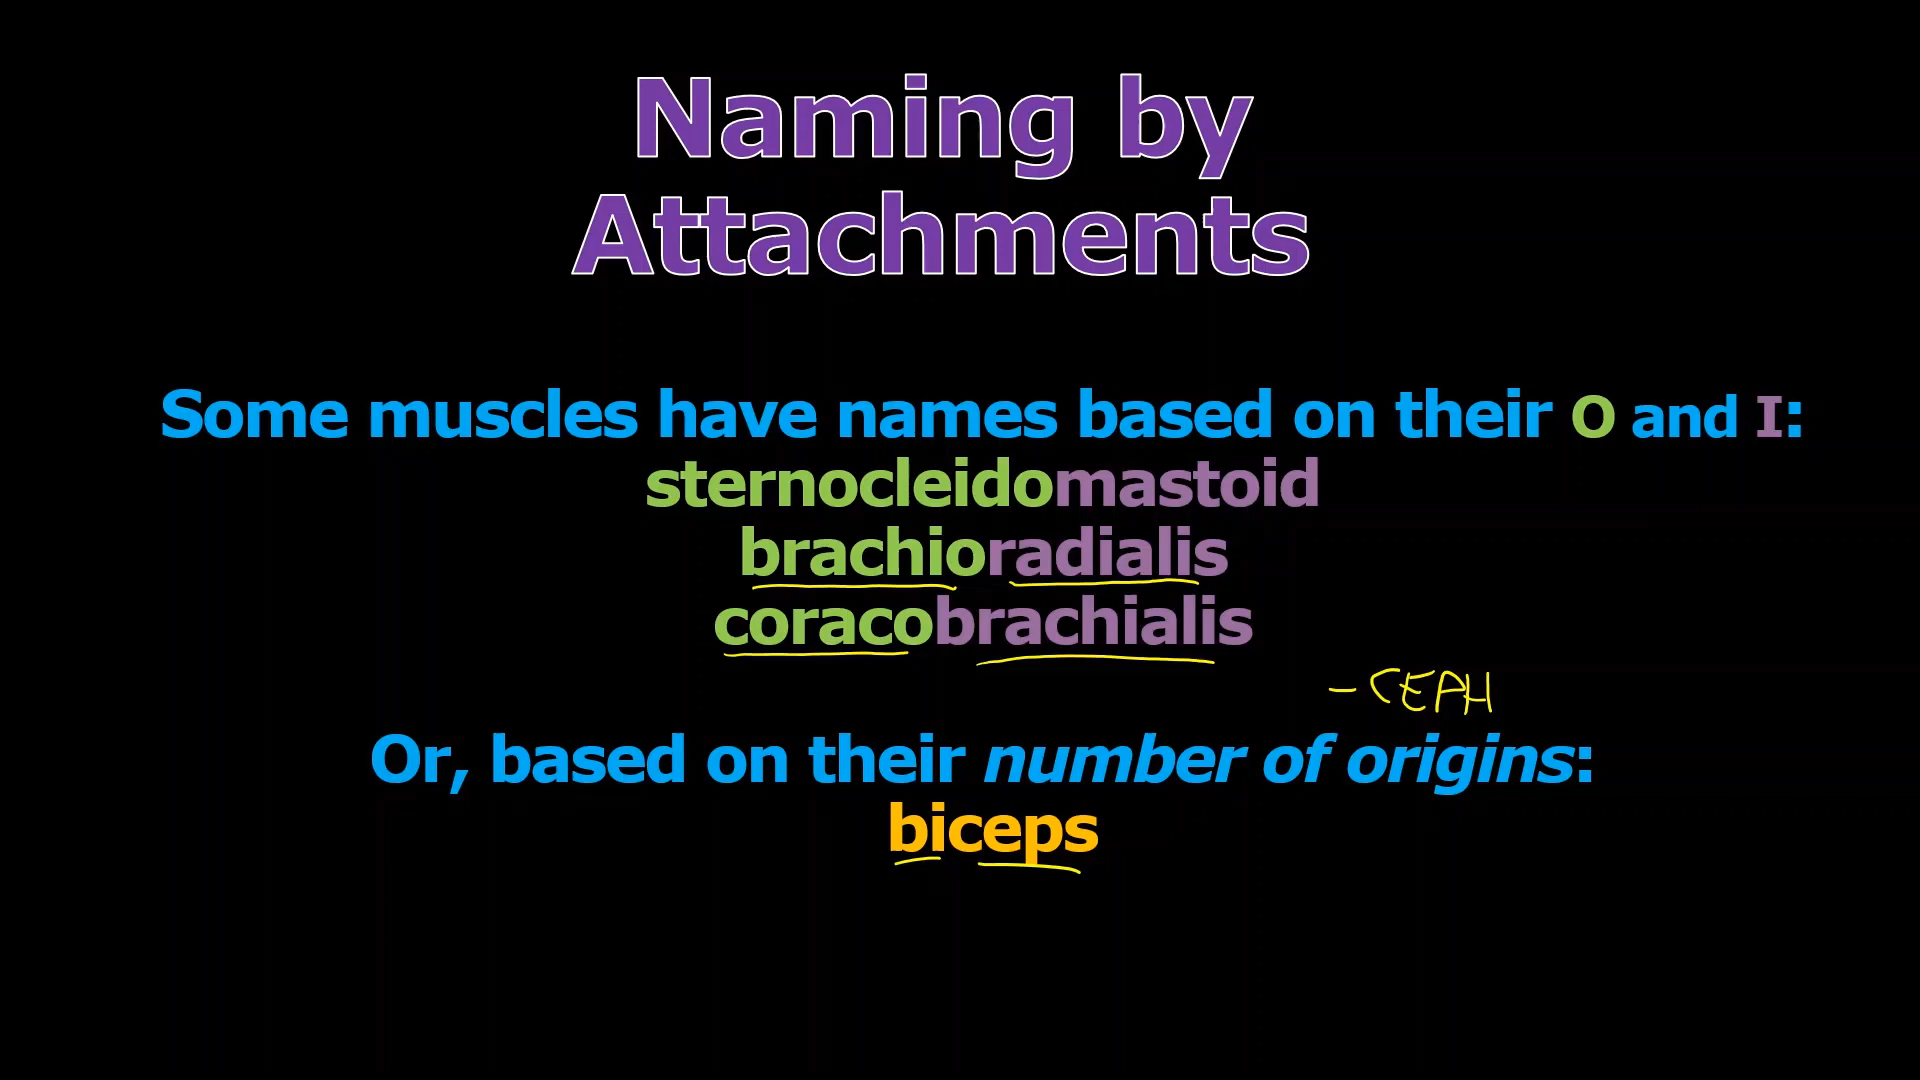 Naming by
Attachments
Some muscles have names based on their O and I:
sternocleidomastoid
brachioradialis
coracobrachialis
- CEPH
Or, based on their number of origins:
biceps